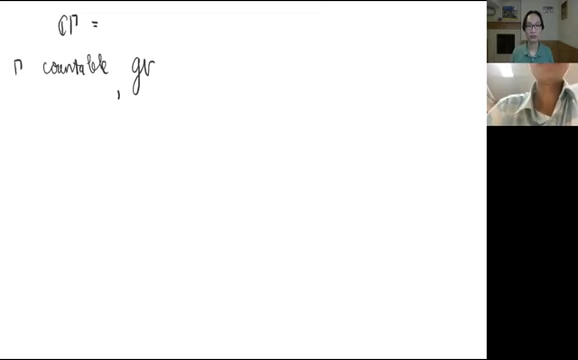 ℂΓ =
Γ countable, gr